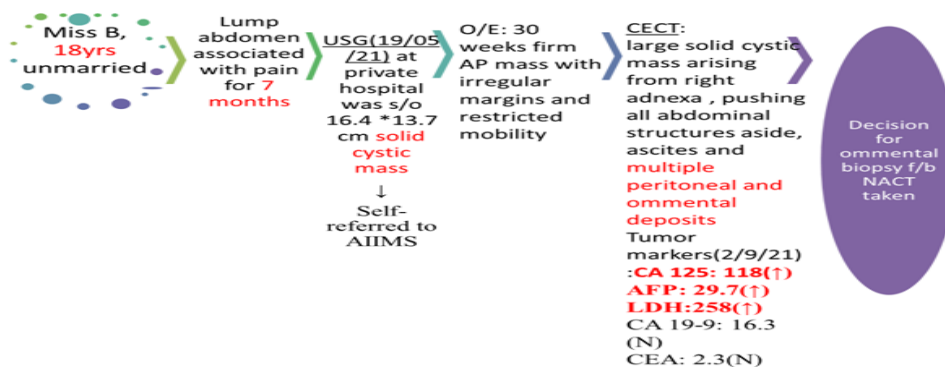 Miss B,
18yrs
unmarried
Lump
abdomen
associated
with pain
for 7
months
USG(19/05
/21) at
private
hospital
was s/o
16.4 *13.7
cm solid
cystic
mass
↓
Self-
referred to
AIIMS
O/E: 30
weeks firm
AP mass with
irregular
margins and
restricted
mobility
CECT:
large solid cystic
mass arising
from right
adnexa , pushing
all abdominal
structures aside,
ascites and
multiple
peritoneal and
ommental
deposits
Tumor
markers(2/9/21)
:CA 125: 118(↑)
AFP: 29.7(↑)
LDH:258(↑)
CA 19-9: 16.3
(N)
CEA: 2.3(N)
Decision
for
ommental
biopsy f/b
NACT
taken